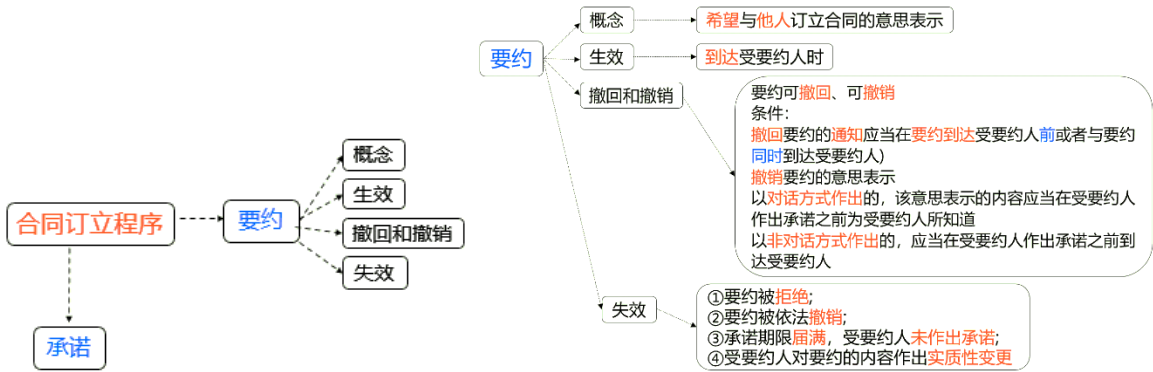 合同订立程序
要约
概念
生效
撤回和撤销
失效
承诺
要约
概念
希望与他人订立合同的意思表示
生效
到达受要约人时
撤回和撤销
要约可撤回、可撤销
条件：
撤回要约的通知应当在要约到达受要约人前或者与要约
同时到达受要约人)
撤销要约的意思表示
以对话方式作出的，该意思表示的内容应当在受要约人
作出承诺之前为受要约人所知道
以非对话方式作出的，应当在受要约人作出承诺之前到
达受要约人
失效
①要约被拒绝;
②要约被依法撤销;
③承诺期限届满，受要约人未作出承诺;
④受要约人对要约的内容作出实质性变更